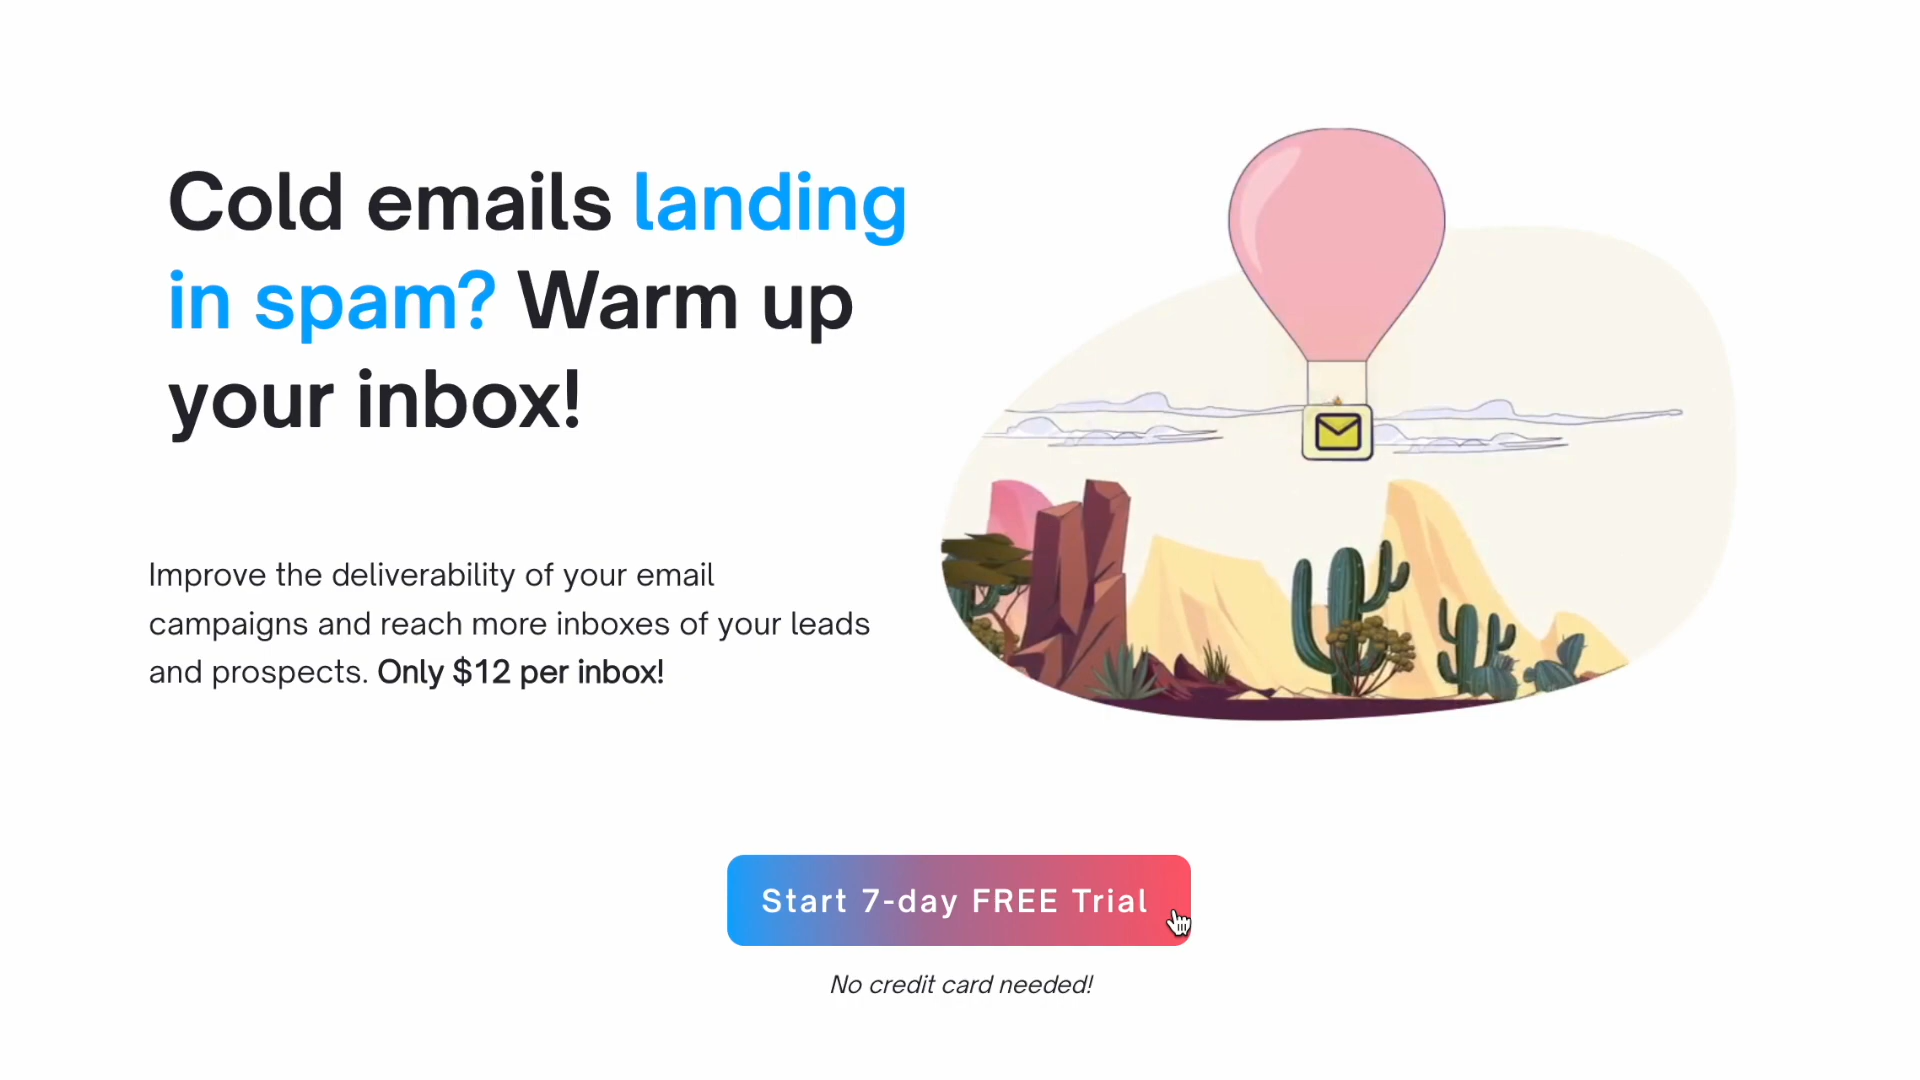 Cold emails landing
in spam? Warm up
your inbox!
Improve the deliverability of your email
campaigns and reach more inboxes of your leads
and prospects. Only $12 per inbox!
Start 7-day FREE Trial
No credit card needed!